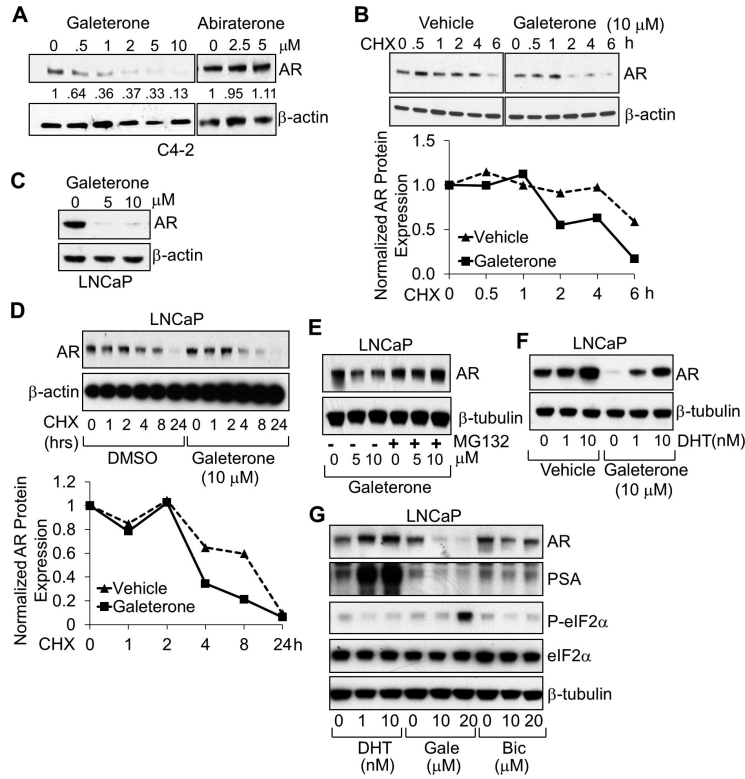 A
Galeterone Abiraterone
0 .5 1 2 5 10 0 2.5 5 μM
AR
1 .64 .36 .37 .33 .13 1 .95 1.11
β-actin
C4-2
B
Vehicle Galeterone (10 μM)
CHX 0 .5 1 2 4 6 0 .5 1 2 4 6 h
AR
β-actin
Normalized AR Protein
Expression
1.5
1.0
0.5
0.0
Vehicle
Galeterone
CHX 0 0.5 1 2 4 6 h
C
Galeterone
0 5 10 μM
AR
β-actin
LNCaP
D
LNCaP
AR
β-actin
CHX 0 1 2 4 8 24 0 1 2 4 8 24
(hrs)
DMSO Galeterone
(10 μM)
Normalized AR Protein
Expression
1.2
1
0.8
0.6
0.4
0.2
0
Vehicle
Galeterone
CHX 0 1 2 4 8 24 h
E
LNCaP
AR
β-tubulin
- - - + + + MG132
0 5 10 0 5 10 μM
Galeterone
F
LNCaP
AR
β-tubulin
0 1 10 0 1 10 DHT(nM)
Vehicle Galeterone
(10 μM)
G
LNCaP
AR
PSA
P-eIF2α
eIF2α
β-tubulin
0 1 10 0 10 20 0 10 20
DHT Gale Bic
(nM) (μM) (μM)